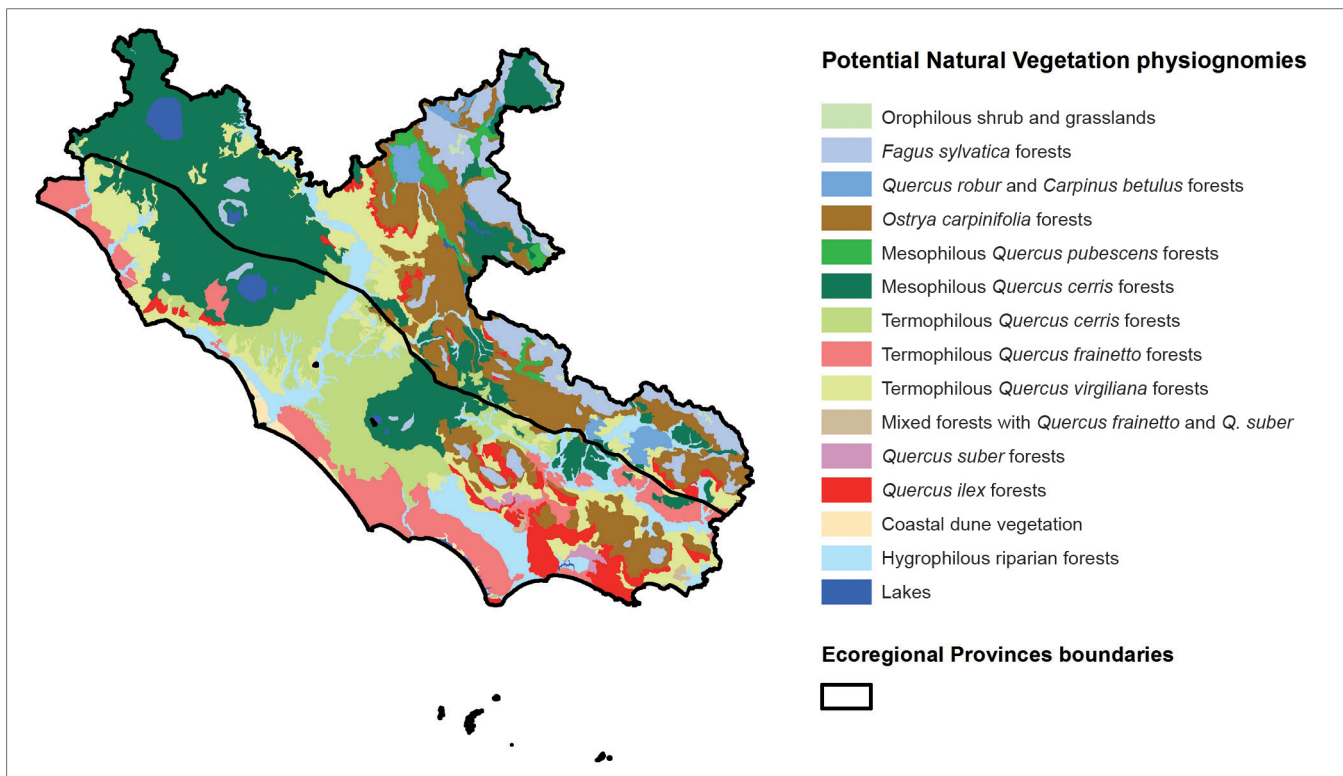 Potential Natural Vegetation physiognomies
Orophilous shrub and grasslands
Fagus sylvatica forests
Quercus robur and Carpinus betulus forests
Ostrya carpinifolia forests
Mesophilous Quercus pubescens forests
Mesophilous Quercus cerris forests
Termophilous Quercus cerris forests
Termophilous Quercus frainetto forests
Termophilous Quercus virgiliana forests
Mixed forests with Quercus frainetto and Q. suber
Quercus suber forests
Quercus ilex forests
Coastal dune vegetation
Hygrophilous riparian forests
Lakes
Ecoregional Provinces boundaries